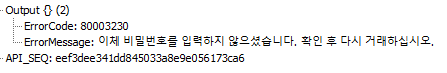 Output {} (2)
ErrorCode: 80003230
ErrorMessage: 이체 비밀번호를 입력하지 않으셨습니다. 확인 후 다시 거래하십시오.
API_SEQ: eef3dee341dd845033a8e9e056173ca6